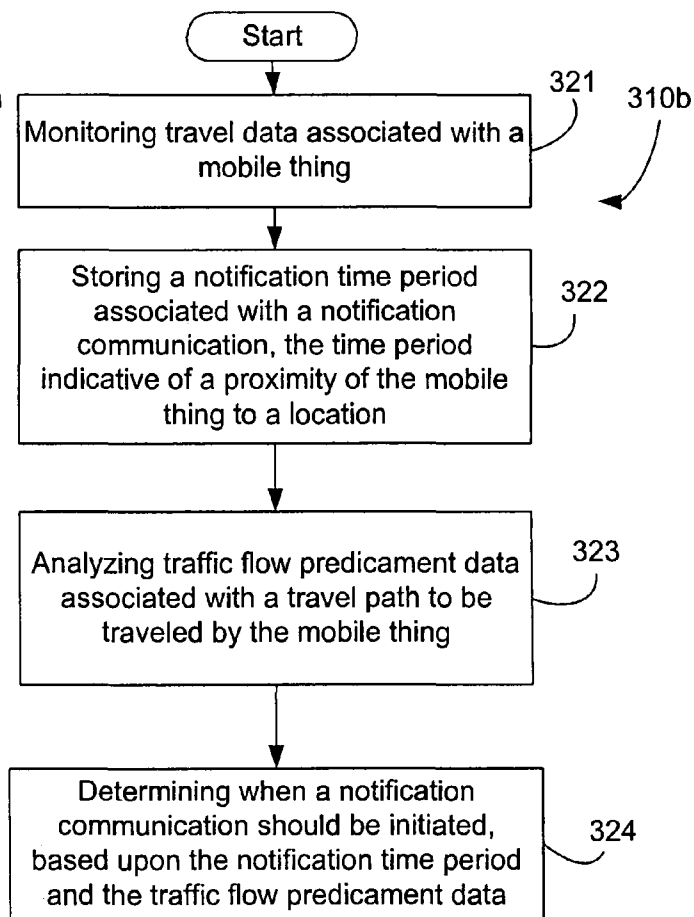 Start
321
310b
Monitoring travel data associated with a
mobile thing
Storing a notification time period
associated with a notification
communication, the time period
indicative of a proximity of the mobile
thing to a location
322
Analyzing traffic flow predicament data
associated with a travel path to be
traveled by the mobile thing
323
Determining when a notification
communication should be initiated,
based upon the notification time period
and the traffic flow predicament data
324